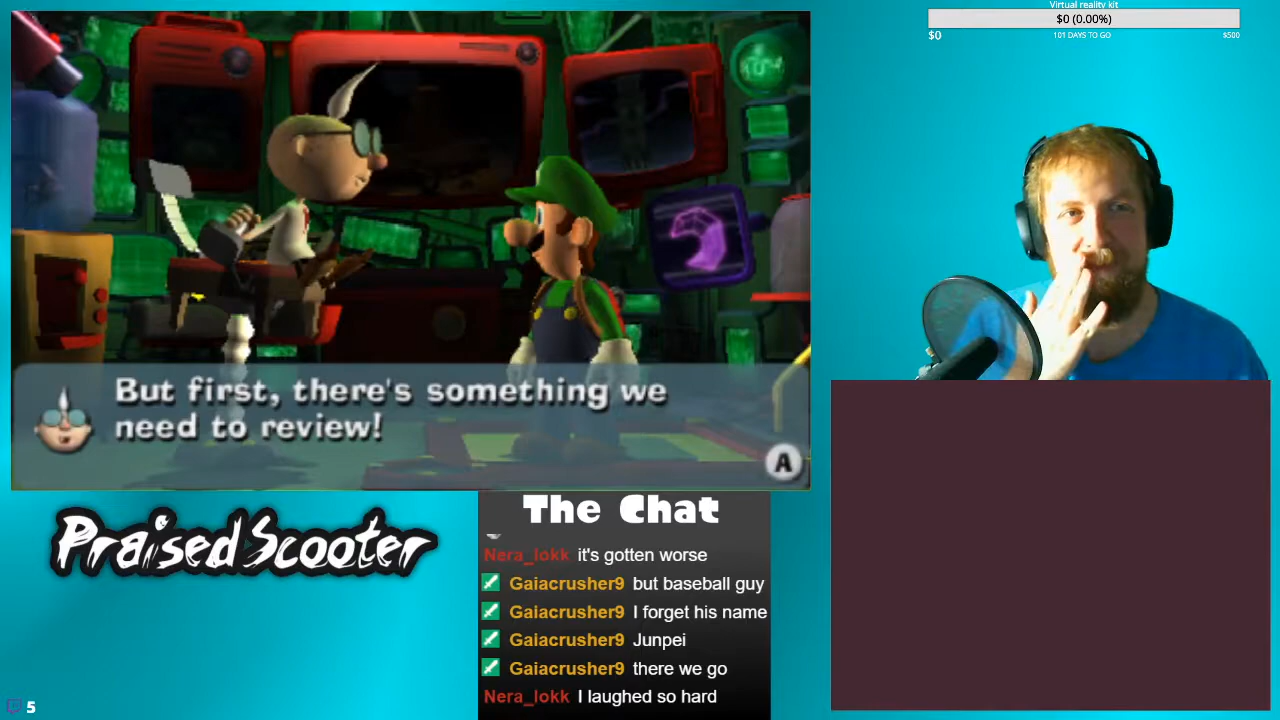 Virtual reality kit
$0 (0.00%)
$0
101 DAYS TO GO
$500
But first, there's something we
need to review!
A
PraisedScooter
The Chat
Nera_lokk it's gotten worse
Gaiacrusher9 but baseball guy
Gaiacrusher9 I forget his name
Gaiacrusher9 Junpei
Gaiacrusher9 there we go
Nera_lokk I laughed so hard
5